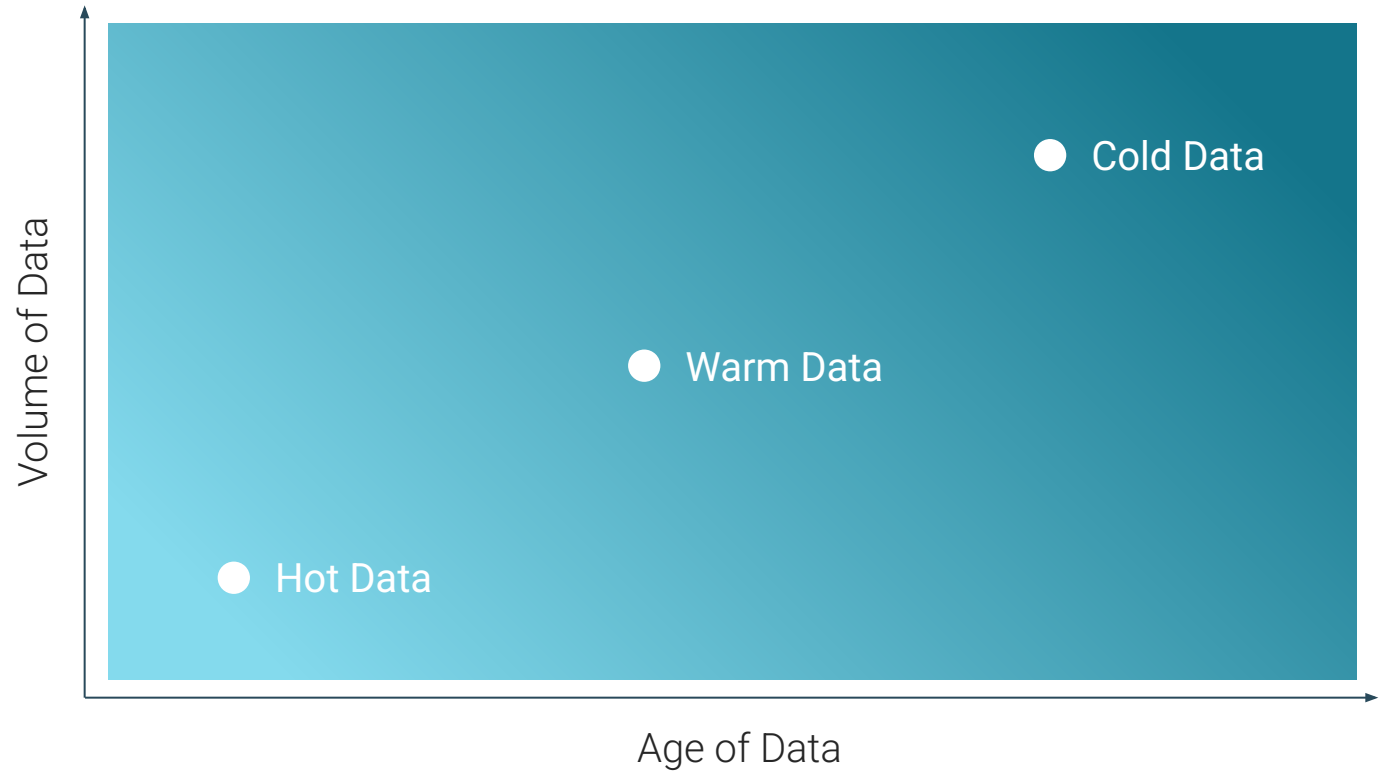 Volume of Data
Cold Data
Warm Data
Hot Data
Age of Data